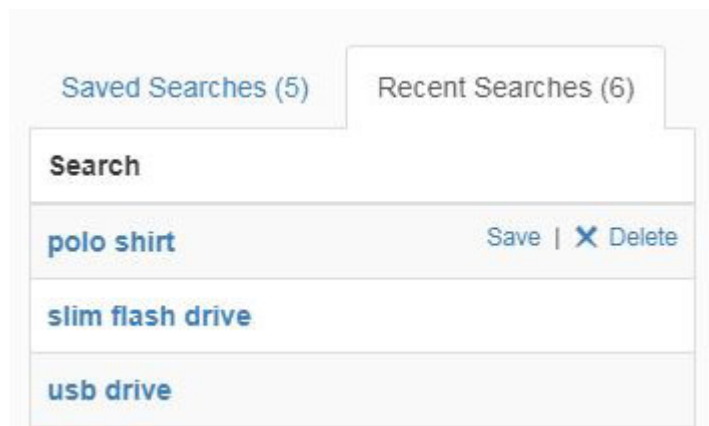 Saved Searches (5) Recent Searches (6)
Search
polo shirt Save | ✕ Delete
slim flash drive
usb drive